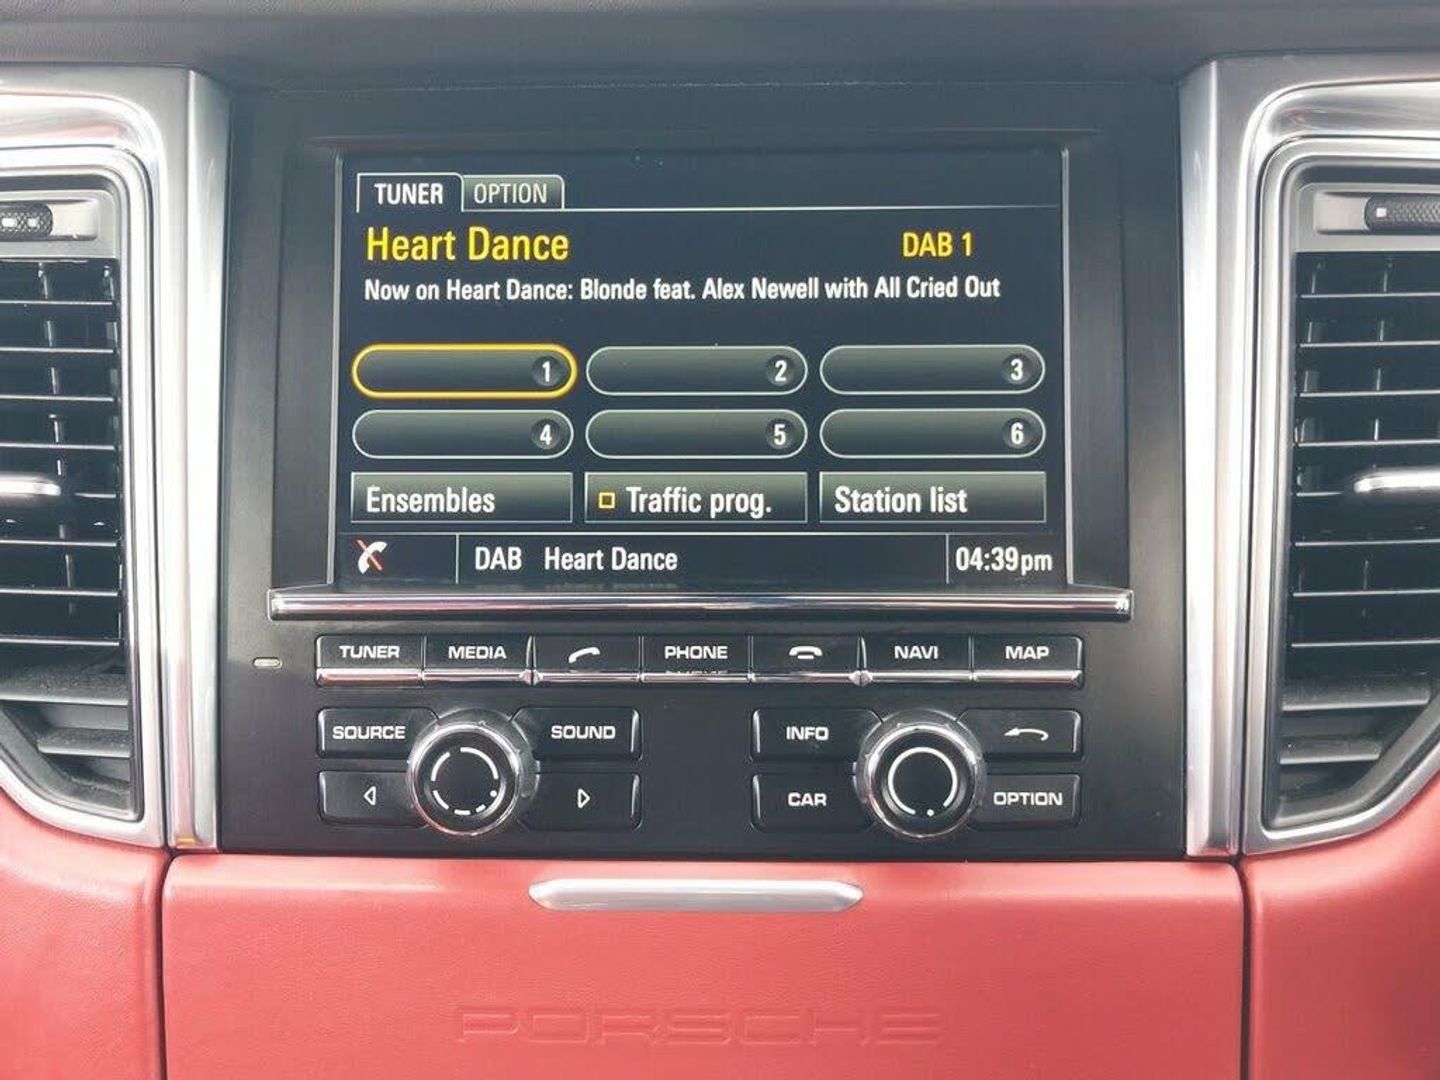 TUNER OPTION
Heart Dance DAB 1
Now on Heart Dance: Blonde feat. Alex Newell with All Cried Out
1 2 3
4 5 6
Ensembles Traffic prog. Station list
DAB Heart Dance 04:39pm
TUNER MEDIA PHONE NAVI MAP
SOURCE SOUND INFO
CAR OPTION
PORSCHE